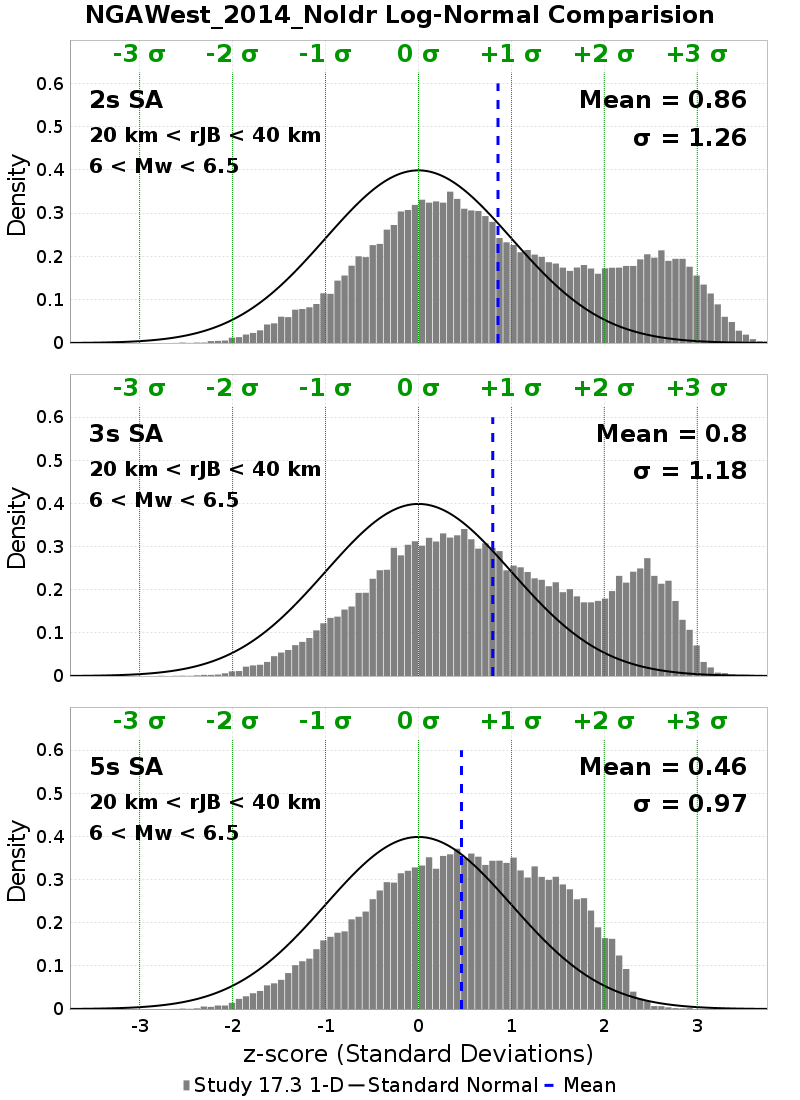 NGAWest_2014_NoIdr Log-Normal Comparision
-3 σ -2 σ -1 σ 0 σ +1 σ +2 σ +3 σ
0.6
2s SA Mean = 0.86
0.5
20 km < rJB < 40 km σ = 1.26
6 < Mw < 6.5
0.4
0.3
0.2
0.1
0
Density
-3 σ -2 σ -1 σ 0 σ +1 σ +2 σ +3 σ
0.6
3s SA Mean = 0.8
0.5
20 km < rJB < 40 km σ = 1.18
6 < Mw < 6.5
0.4
0.3
0.2
0.1
0
Density
-3 σ -2 σ -1 σ 0 σ +1 σ +2 σ +3 σ
0.6
5s SA Mean = 0.46
0.5
20 km < rJB < 40 km σ = 0.97
6 < Mw < 6.5
0.4
0.3
0.2
0.1
0
Density
-3 -2 -1 0 1 2 3
z-score (Standard Deviations)
Study 17.3 1-D Standard Normal Mean